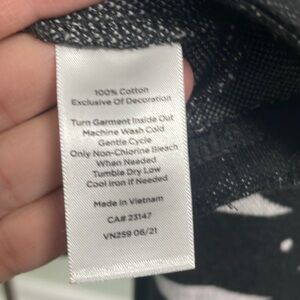 100% Cotton
Exclusive Of Decoration
Turn Garment Inside Out
Machine Wash Cold
Gentle Cycle
Only Non-Chlorine Bleach
When Needed
Tumble Dry Low
Cool Iron if Needed
Made in Vietnam
CA# 23147
VN259 06/21